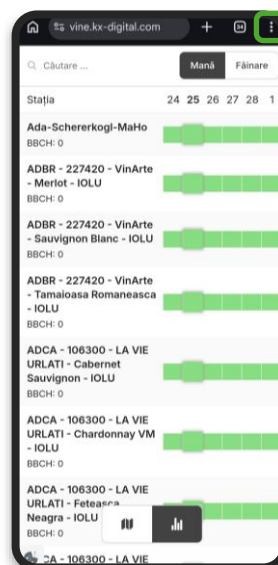 vine.kx-digital.com
Căutare ...
Mană Făinare
Stația 24 25 26 27 28 1
Ada-Schererkogl-MaHo
BBCH: 0
ADBR - 227420 - VinArte
- Merlot - IOLU
BBCH: 0
ADBR - 227420 - VinArte
- Sauvignon Blanc - IOLU
BBCH: 0
ADBR - 227420 - VinArte
- Tamaioasa Romaneasca
- IOLU
BBCH: 0
ADCA - 106300 - LA VIE
URLATI - Cabernet
Sauvignon - IOLU
BBCH: 0
ADCA - 106300 - LA VIE
URLATI - Chardonnay VM
- IOLU
BBCH: 0
ADCA - 106300 - LA VIE
URLATI - Feteasca
Neagra - IOLU
BBCH: 0
CA - 106300 - LA VIE